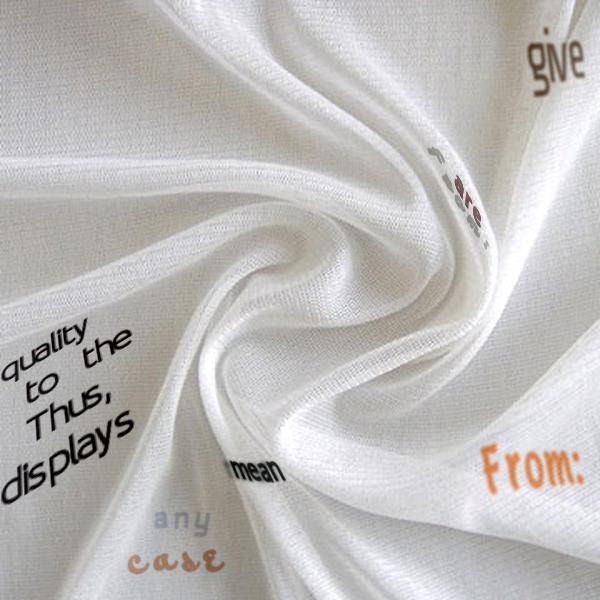 give
are
quality
to the
Thus,
displays
mean
From:
any
case